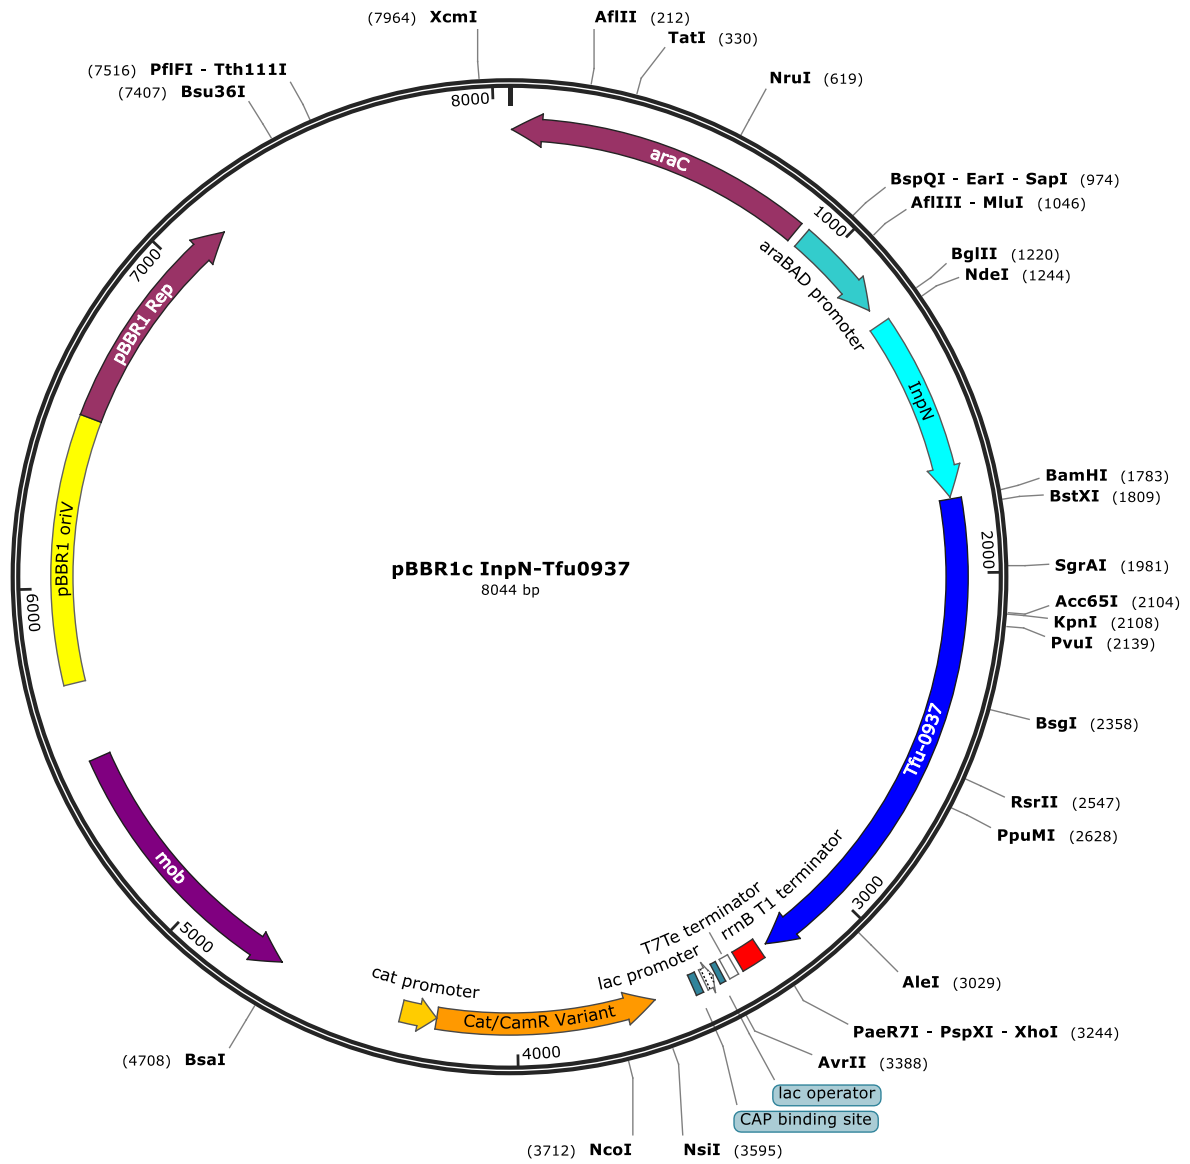 (7964) XcmI
AflII (212)
TatI (330)
(7516) PflFI - Tth111I
NruI (619)
(7407) Bsu36I
8000
araC
BspQI - EarI - SapI (974)
AflIII - MluI (1046)
1000
araBAD promoter
BglII (1220)
NdeI (1244)
7000
pBBR1 Rep
InpN
BamHI (1783)
BstXI (1809)
pBBR1 oriV
2000
pBBR1c InpN-Tfu0937
8044 bp
SgrAI (1981)
6000
Acc65I (2104)
KpnI (2108)
PvuI (2139)
BsgI (2358)
Tfu-0937
RsrII (2547)
PpuMI (2628)
mob
rrnB T1 terminator
T7Te terminator
3000
5000
lac promoter
cat promoter
AleI (3029)
Cat/CamR Variant
PaeR7I - PspXI - XhoI (3244)
4000
(4708) BsaI
AvrII (3388)
lac operator
CAP binding site
(3712) NcoI
NsiI (3595)